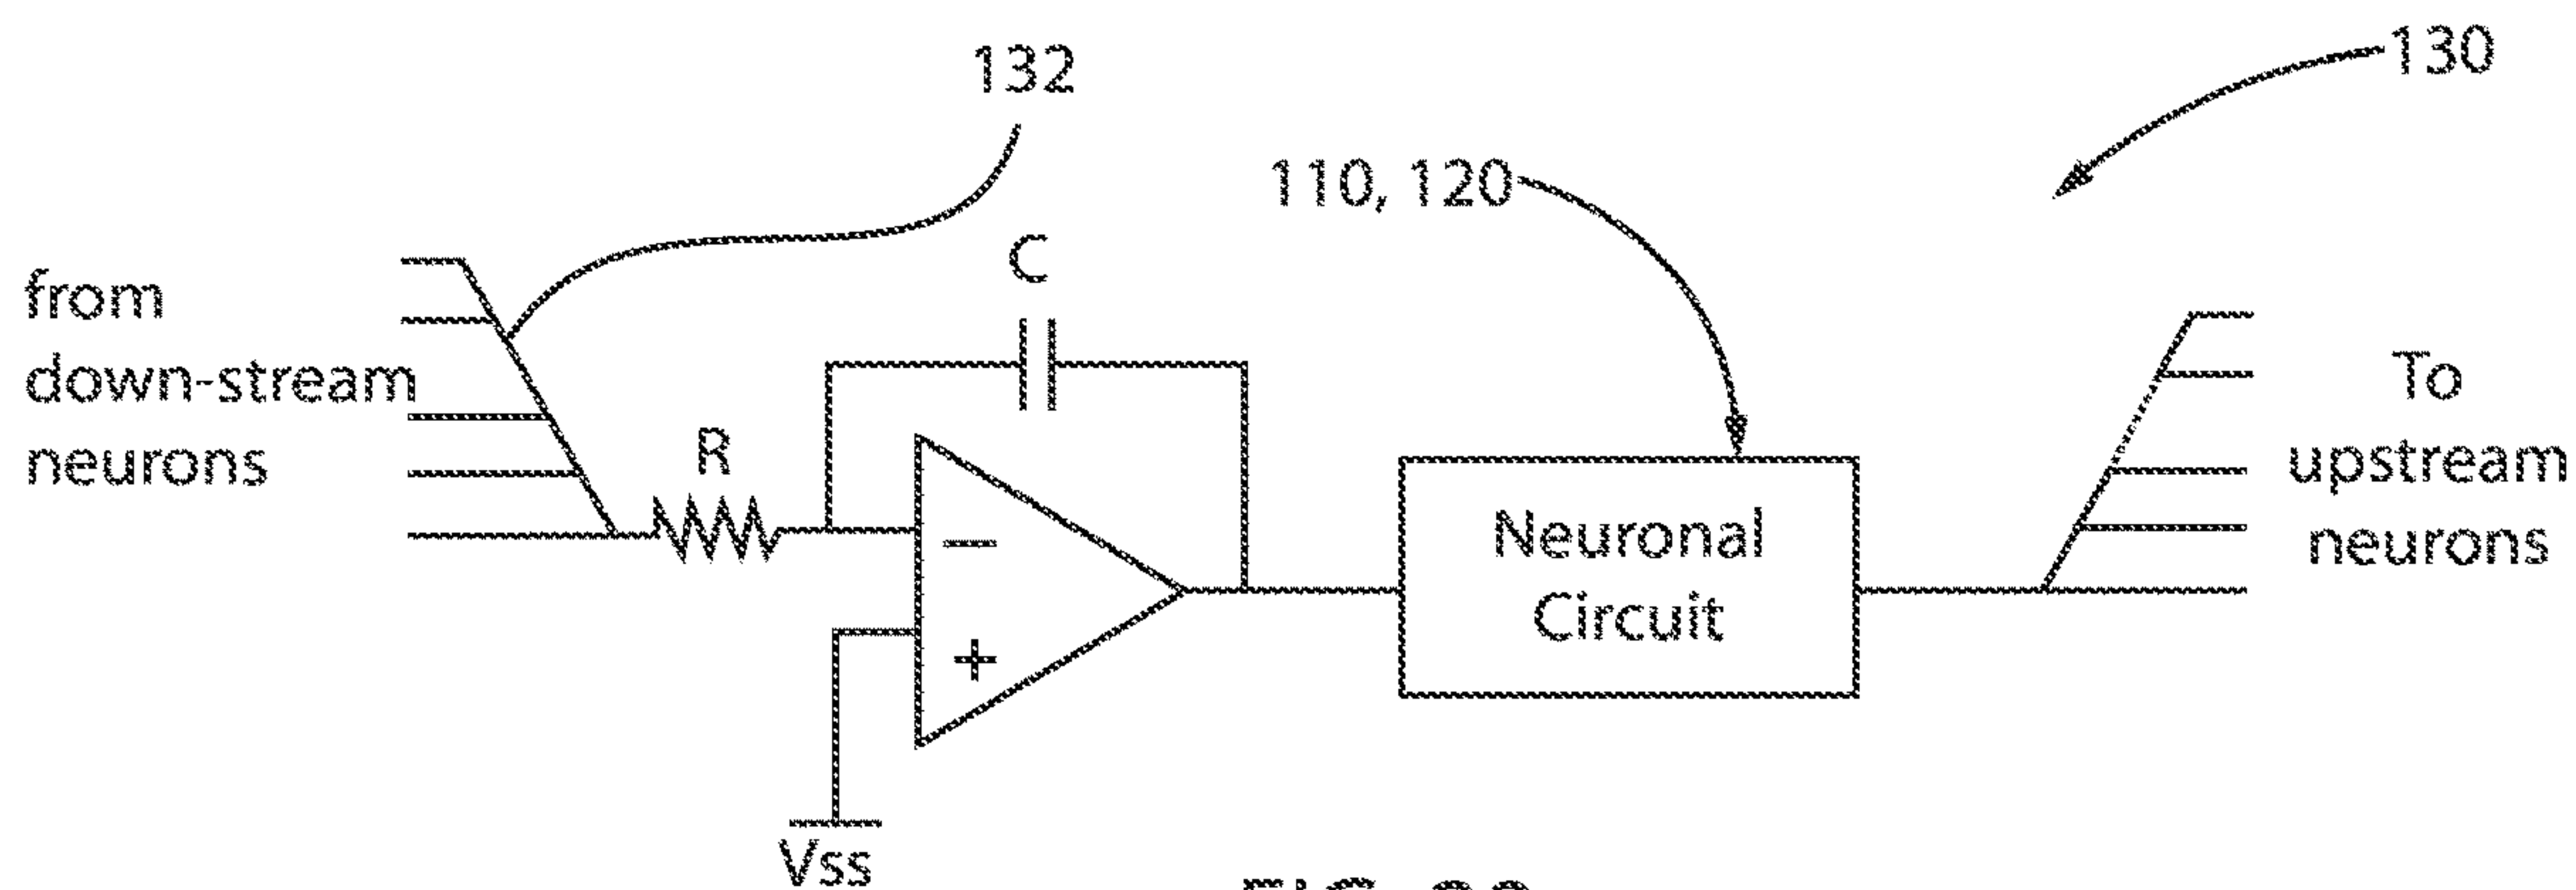 132
130
110, 120
C
from
down-stream
neurons
R
−
+
Neuronal
Circuit
To
upstream
neurons
Vss